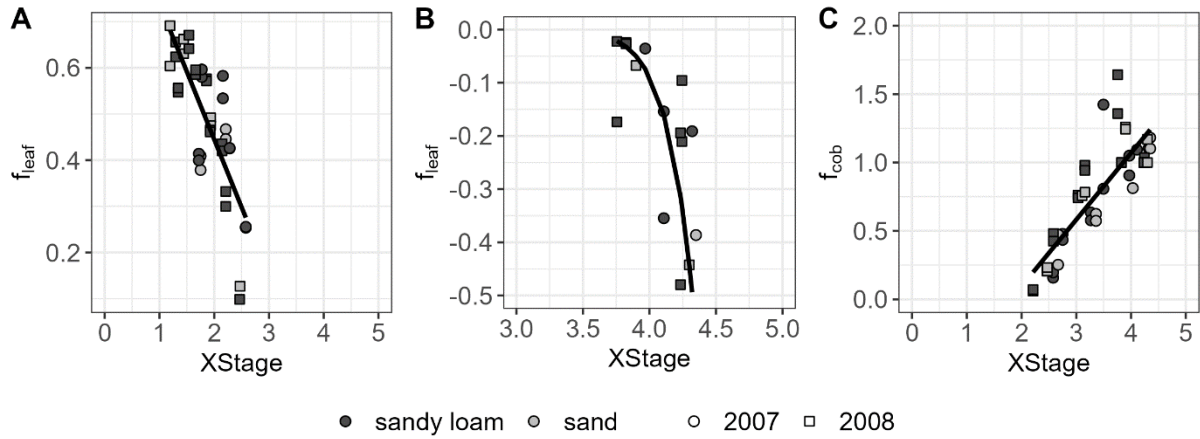 A
0.6
0.4
0.2
f_leaf
0 1 2 3 4 5
XStage
B
0.0
-0.1
-0.2
-0.3
-0.4
-0.5
f_leaf
3.0 3.5 4.0 4.5 5.0
XStage
C
2.0
1.5
1.0
0.5
0.0
f_cob
0 1 2 3 4 5
XStage
sandy loam sand 2007 2008